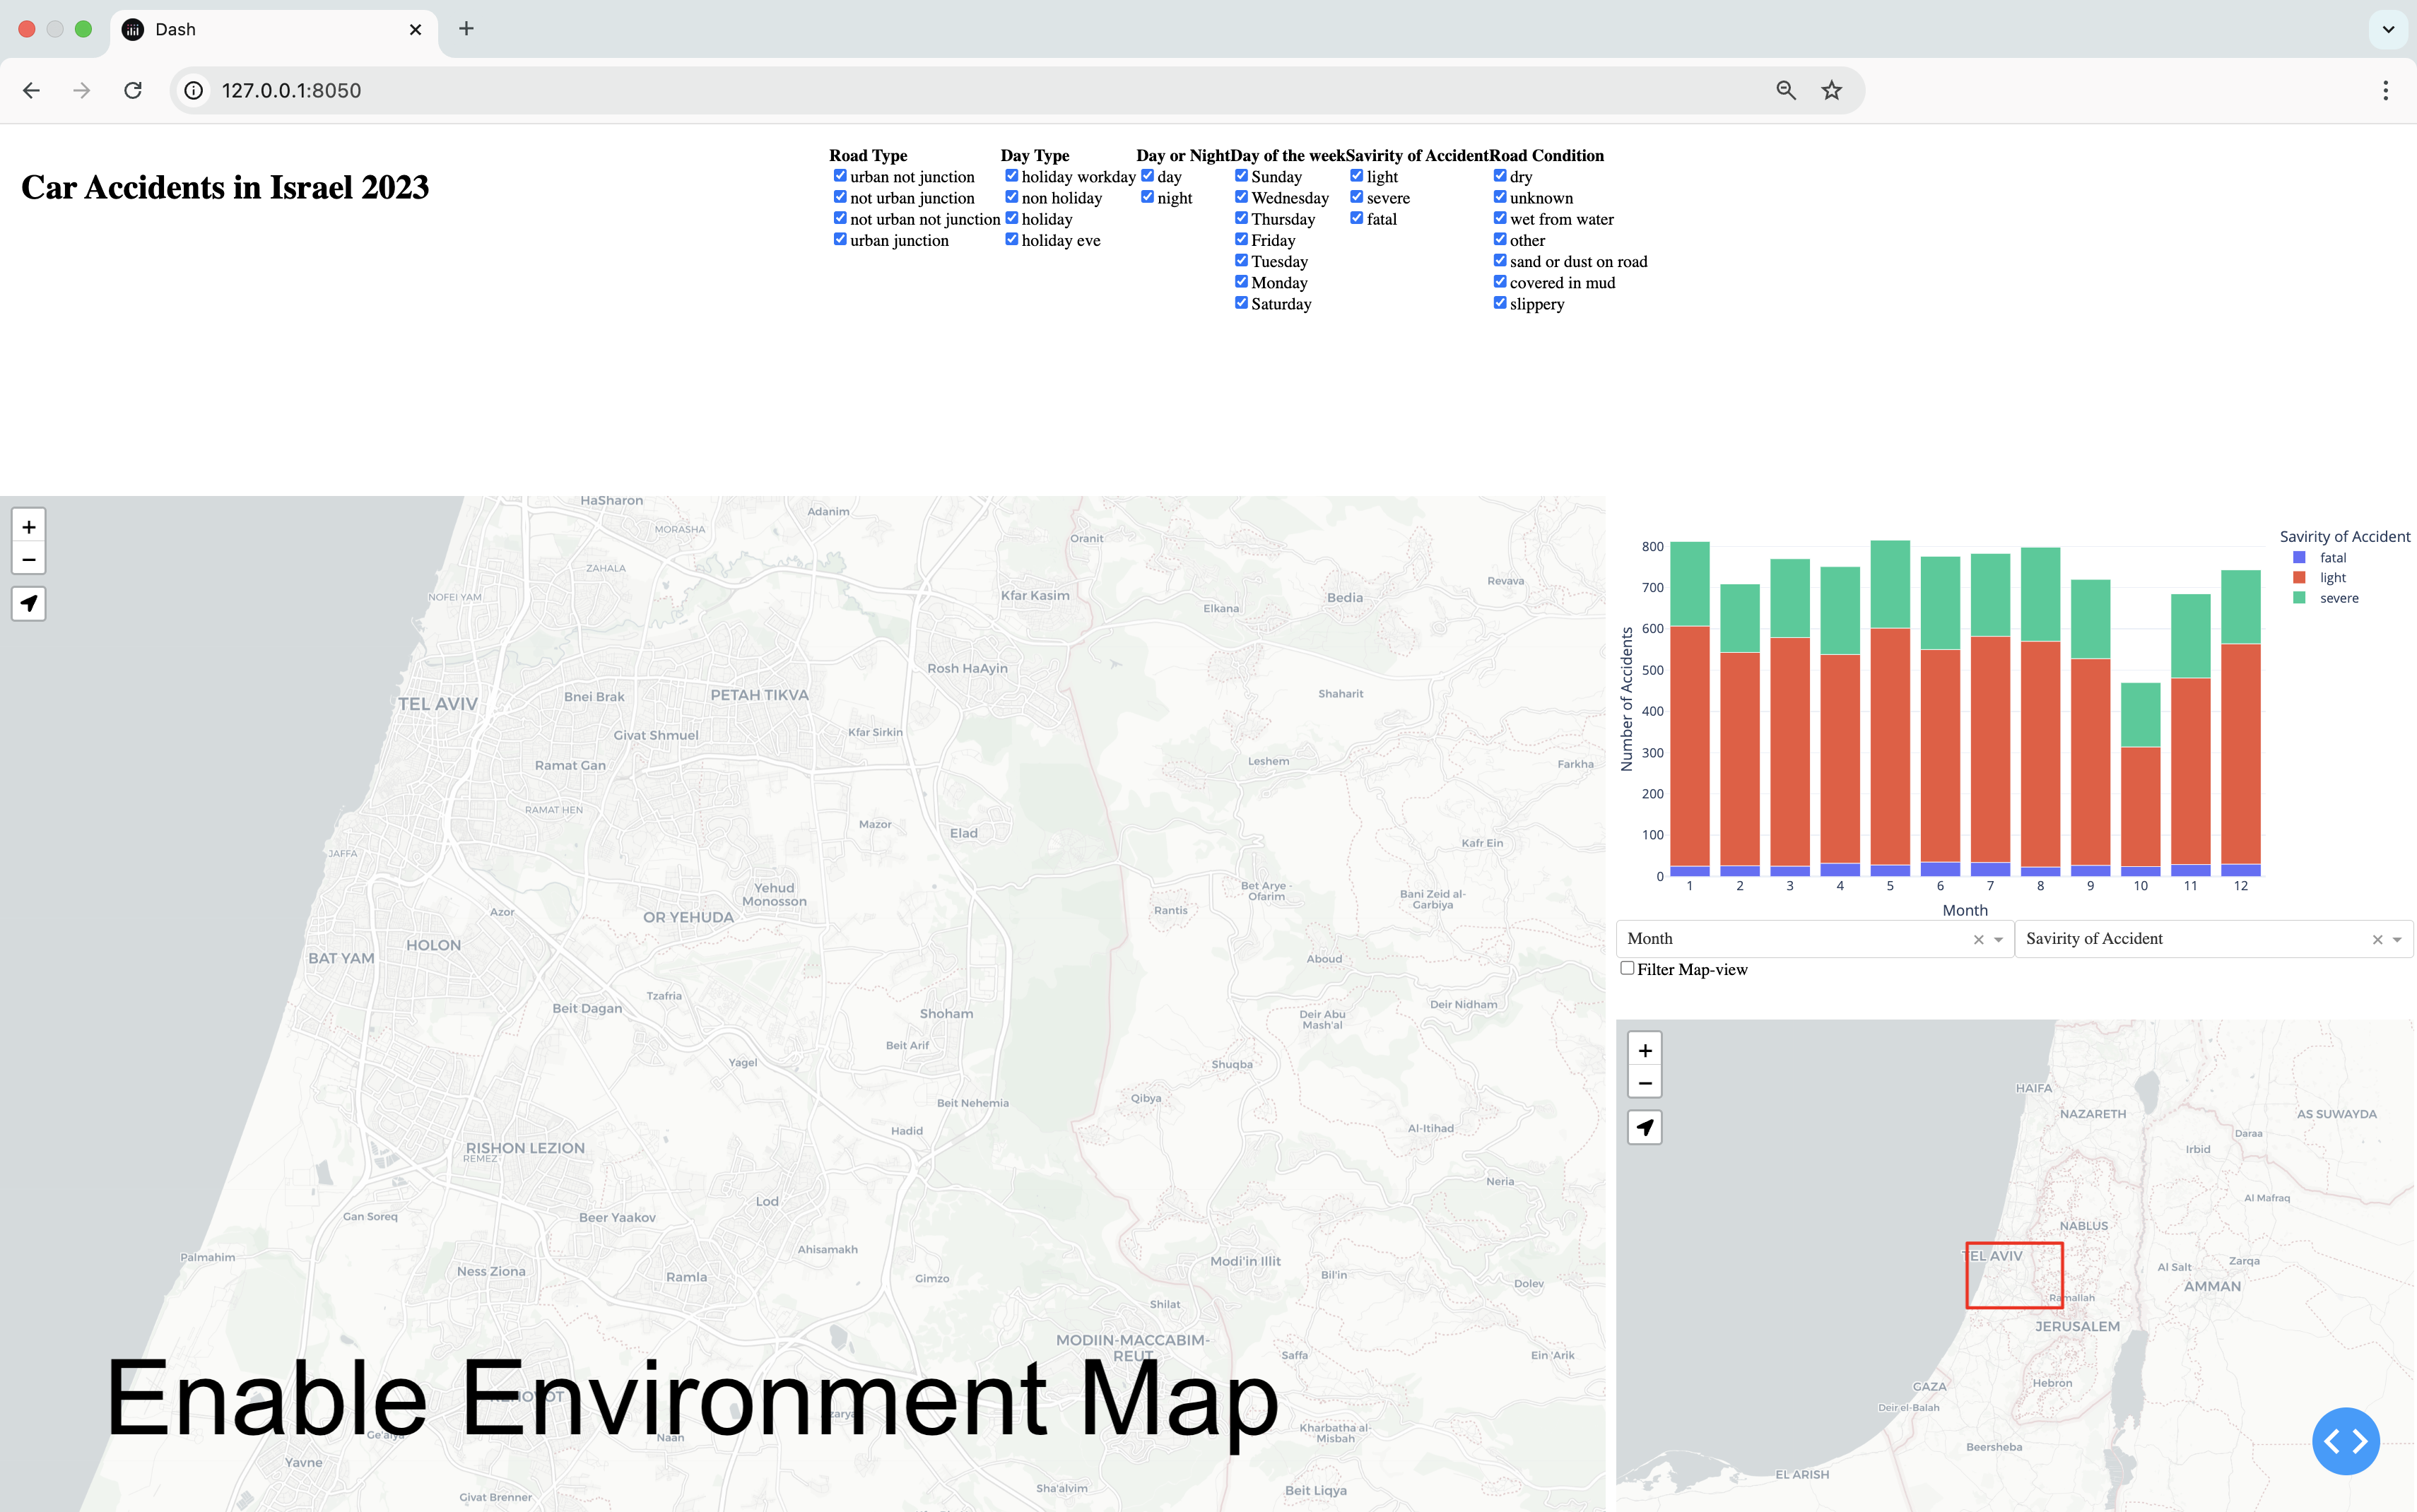 Dash
127.0.0.1:8050
Car Accidents in Israel 2023
Road Type
urban not junction
not urban junction
not urban not junction
urban junction
Day Type
holiday workday
non holiday
holiday
holiday eve
Day or Night
day
night
Day of the week
Sunday
Wednesday
Thursday
Friday
Tuesday
Monday
Saturday
Savirity of Accident
light
severe
fatal
Road Condition
dry
unknown
wet from water
other
sand or dust on road
covered in mud
slippery
+
−
HaSharon
Adanim
MORASHA
Oranit
ZAHALA
NOFEI YAM
Kfar Kasim
Elkana
Bedia
Revava
Rosh HaAyin
TEL AVIV
Bnei Brak
PETAH TIKVA
Shaharit
Givat Shmuel
Kfar Sirkin
Ramat Gan
Leshem
Farkha
RAMAT HEN
Mazor
Elad
JAFFA
Kafr Ein
Yehud
Monosson
Bet Arye -
Ofarim
Bani Zeid al-
Garbiya
Azor
OR YEHUDA
Rantis
HOLON
BAT YAM
Aboud
Tzafria
Beit Dagan
Shoham
Deir Nidham
Deir Abu
Mash'al
Beit Arif
Yagel
Shuqba
Beit Nehemia
Qibya
Hadid
Al-Itihad
RISHON LEZION
REMEZ
Neria
Lod
Gan Soreq
Beer Yaakov
Ahisamakh
Palmahim
Modi'in Illit
Ness Ziona
Ramla
Gimzo
Bil'in
Dolev
Shilat
MODIIN-MACCABIM-
REUT
Saffa
Ein 'Arik
Enable Environment Map
Kharbatha al-
Misbah
Ge'alya
Naan
Yavne
Givat Brenner
Sha'alvim
Beit Liqya
Savirity of Accident
fatal
light
severe
Number of Accidents
800
700
600
500
400
300
200
100
0
1 2 3 4 5 6 7 8 9 10 11 12
Month
Month
Savirity of Accident
Filter Map-view
+
−
HAIFA
NAZARETH
AS SUWAYDA
Daraa
Irbid
Al Mafraq
NABLUS
TEL AVIV
Al Salt
Zarqa
AMMAN
Ramallah
JERUSALEM
Hebron
GAZA
Deir el-Balah
Beersheba
EL ARISH